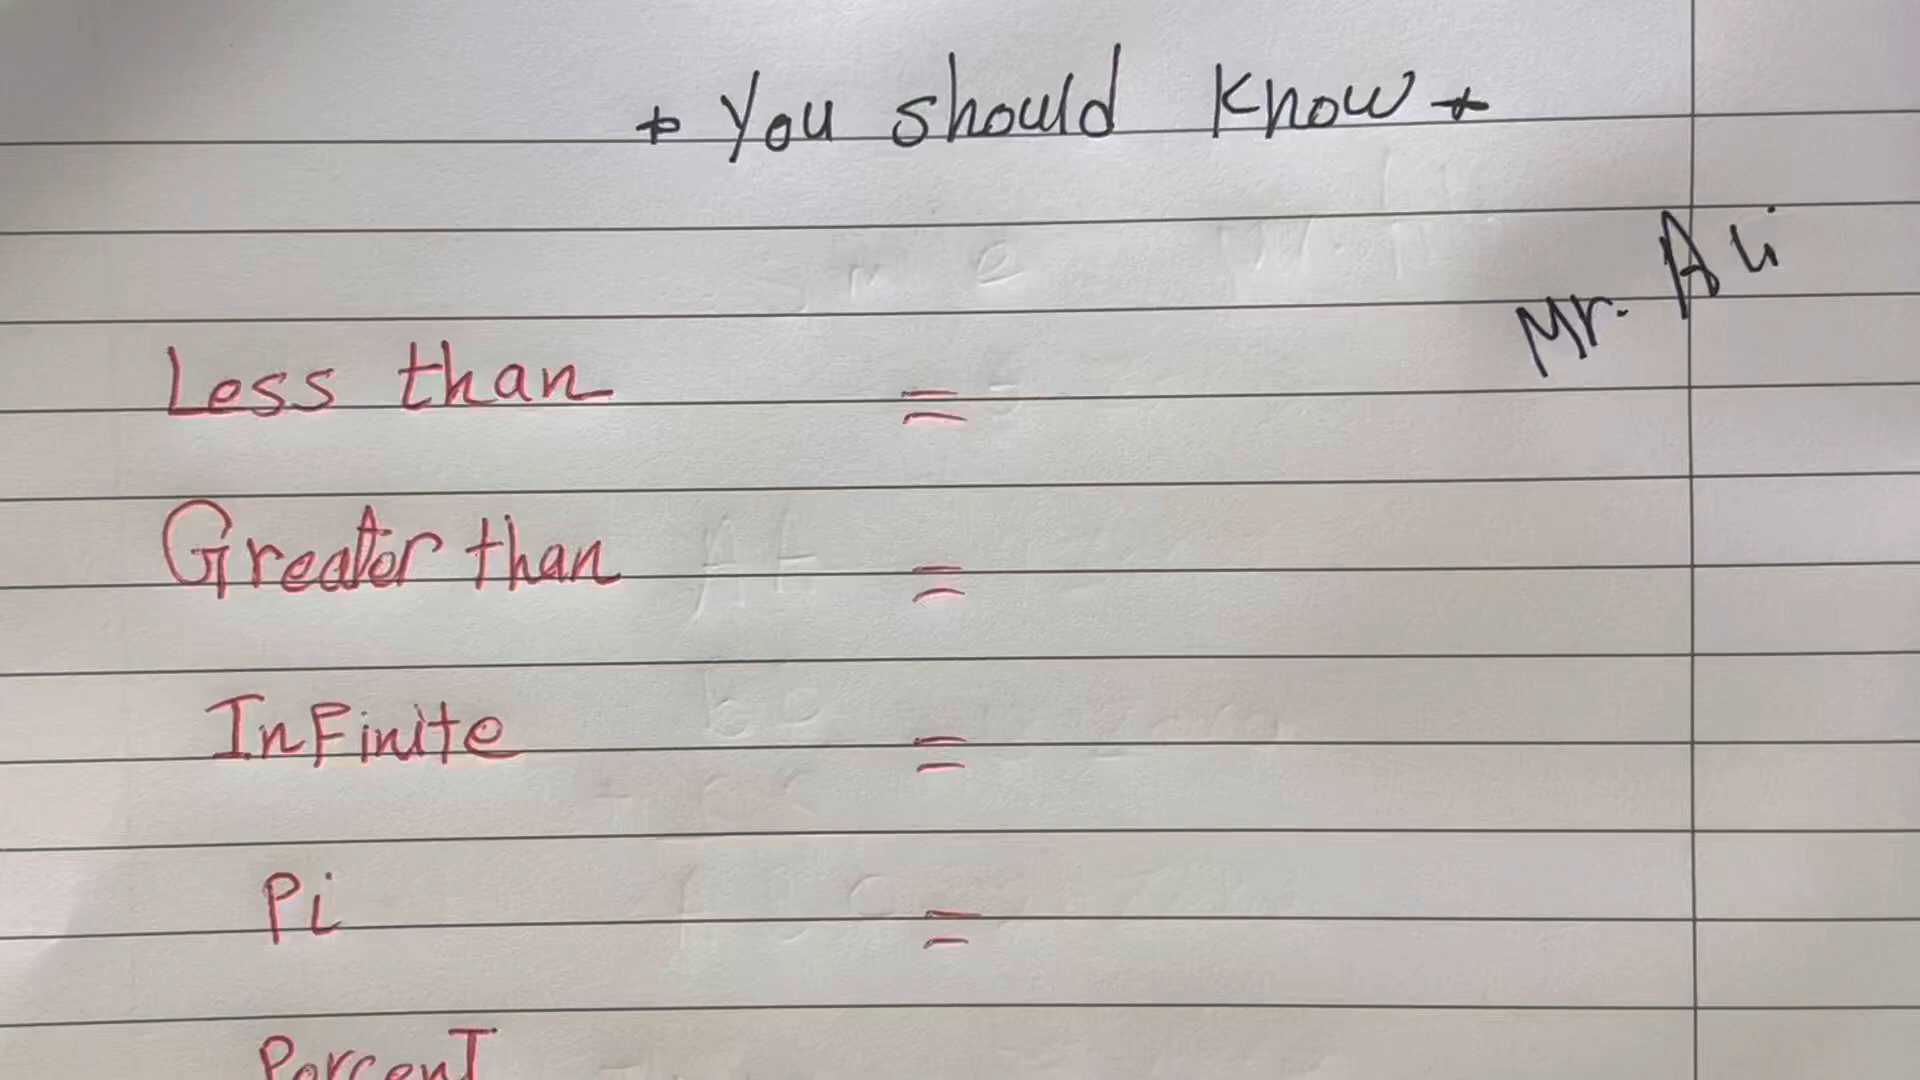 + You should know +
Mr. Ali
Less than =
Greater than =
InFinite =
Pi =
Percent